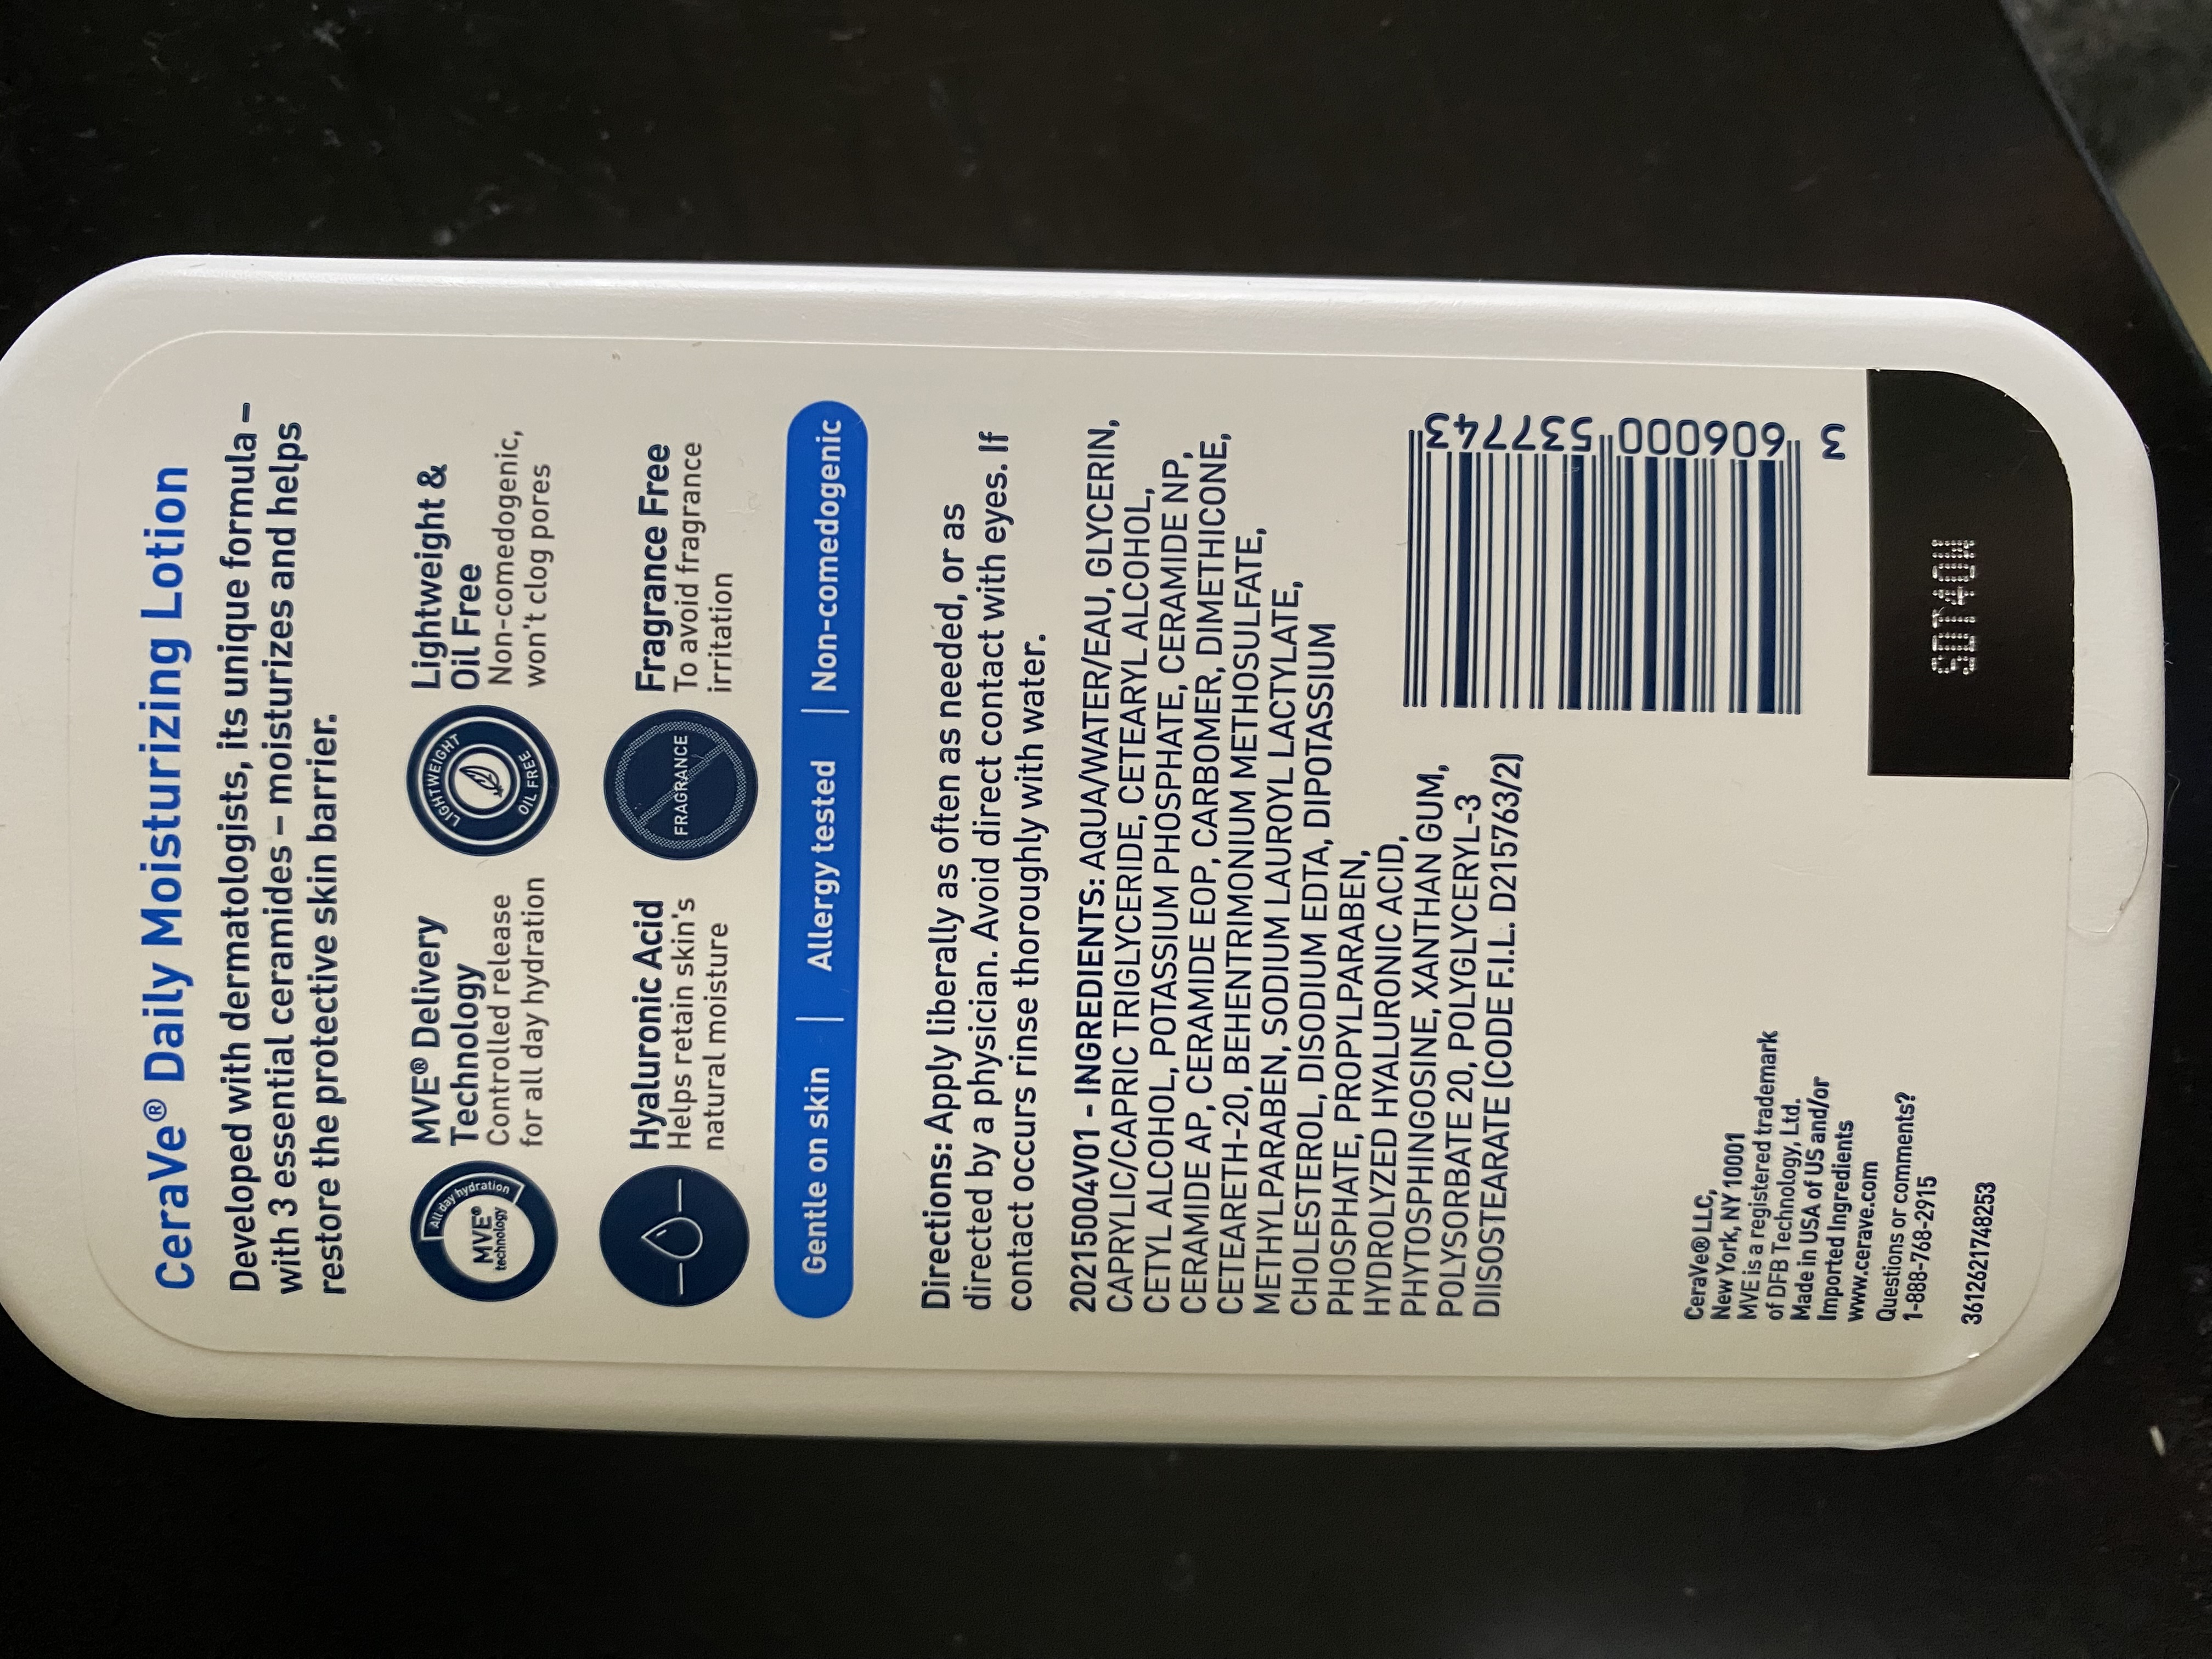 CeraVe® Daily Moisturizing Lotion
Developed with dermatologists, its unique formula –
with 3 essential ceramides – moisturizes and helps
restore the protective skin barrier.
All day hydration
MVE®
technology
MVE® Delivery
Technology
Controlled release
for all day hydration
LIGHTWEIGHT
OIL FREE
Lightweight &
Oil Free
Non-comedogenic,
won't clog pores
Hyaluronic Acid
Helps retain skin's
natural moisture
FRAGRANCE
Fragrance Free
To avoid fragrance
irritation
Gentle on skin | Allergy tested | Non-comedogenic
Directions: Apply liberally as often as needed, or as
directed by a physician. Avoid direct contact with eyes. If
contact occurs rinse thoroughly with water.
20215004V01 - INGREDIENTS: AQUA/WATER/EAU, GLYCERIN,
CAPRYLIC/CAPRIC TRIGLYCERIDE, CETEARYL ALCOHOL,
CETYL ALCOHOL, POTASSIUM PHOSPHATE, CERAMIDE NP,
CERAMIDE AP, CERAMIDE EOP, CARBOMER, DIMETHICONE,
CETEARETH-20, BEHENTRIMONIUM METHOSULFATE,
METHYLPARABEN, SODIUM LAUROYL LACTYLATE,
CHOLESTEROL, DISODIUM EDTA, DIPOTASSIUM
PHOSPHATE, PROPYLPARABEN,
HYDROLYZED HYALURONIC ACID,
PHYTOSPHINGOSINE, XANTHAN GUM,
POLYSORBATE 20, POLYGLYCERYL-3
DIISOSTEARATE (CODE F.I.L. D215763/2)
3 606000 537743
CeraVe® LLC,
New York, NY 10001
MVE is a registered trademark
of DFB Technology, Ltd.
Made in USA of US and/or
Imported Ingredients
www.cerave.com
Questions or comments?
1-888-768-2915
3612621748253
SDT40W